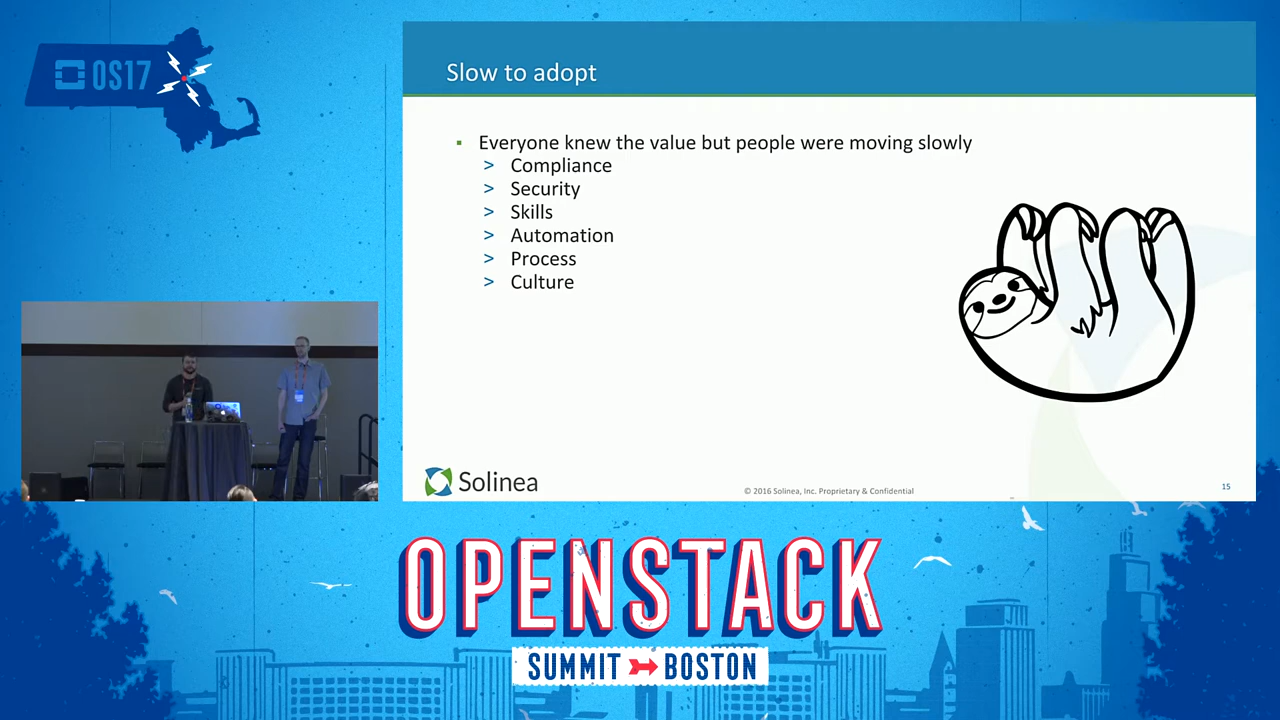 OS17
Slow to adopt
▪ Everyone knew the value but people were moving slowly
> Compliance
> Security
> Skills
> Automation
> Process
> Culture
Solinea
© 2016 Solinea, Inc. Proprietary & Confidential
15
OPENSTACK
SUMMIT BOSTON